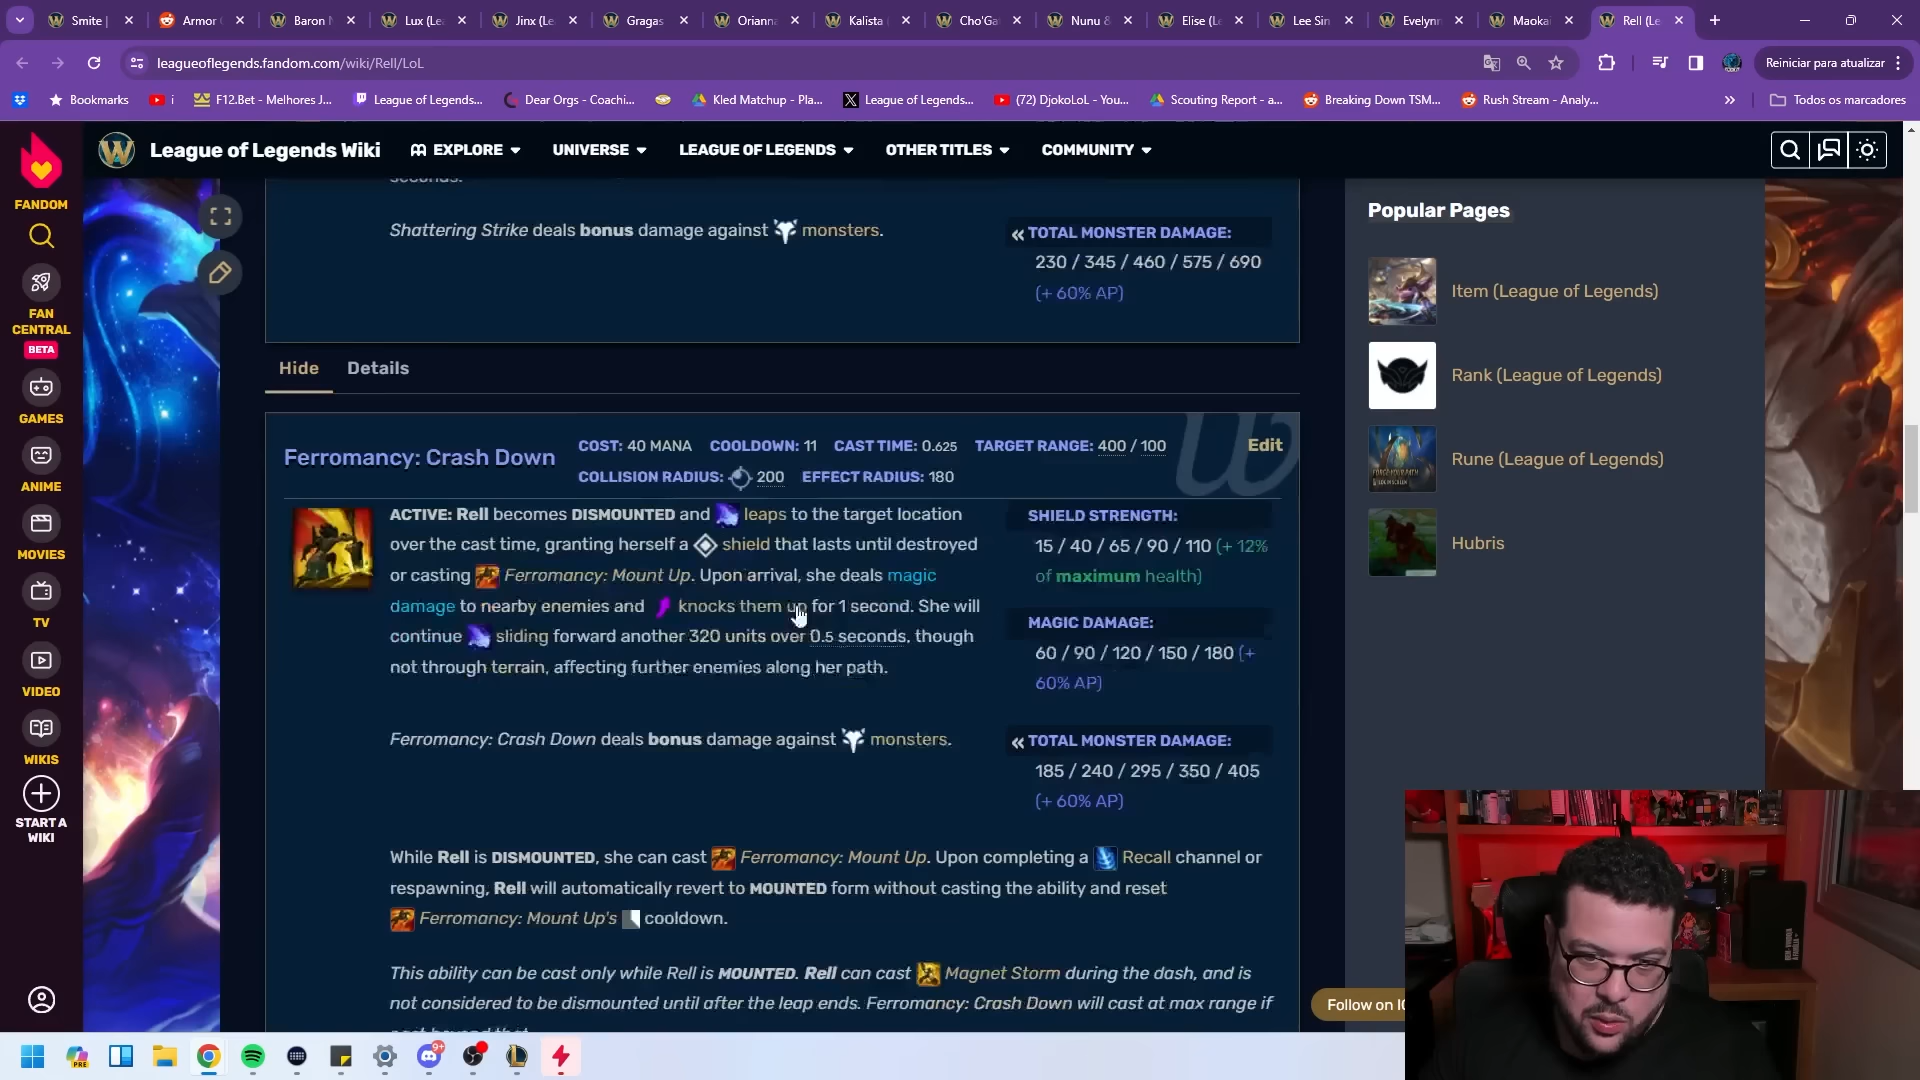 Smite |
Armor
Baron N
Lux (Le
Jinx (Le
Gragas
Orianna
Kalista
Cho'Ga
Nunu &
Elise (L
Lee Sin
Evelynn
Maokai
Rell (Le
leagueoflegends.fandom.com/wiki/Rell/LoL
Reiniciar para atualizar
Bookmarks
i
F12.Bet - Melhores J...
League of Legends...
Dear Orgs - Coachi...
Kled Matchup - Pla...
League of Legends...
(72) DjokoLoL - You...
Scouting Report - a...
Breaking Down TSM...
Rush Stream - Analy...
Todos os marcadores
League of Legends Wiki
EXPLORE
UNIVERSE
LEAGUE OF LEGENDS
OTHER TITLES
COMMUNITY
FANDOM
FAN
CENTRAL
BETA
GAMES
ANIME
MOVIES
TV
VIDEO
WIKIS
START A
WIKI
seconds.
Shattering Strike deals bonus damage against monsters.
TOTAL MONSTER DAMAGE:
230 / 345 / 460 / 575 / 690
(+ 60% AP)
Hide Details
Ferromancy: Crash Down
COST: 40 MANA COOLDOWN: 11 CAST TIME: 0.625 TARGET RANGE: 400 / 100
COLLISION RADIUS: 200 EFFECT RADIUS: 180
Edit
ACTIVE: Rell becomes DISMOUNTED and leaps to the target location
over the cast time, granting herself a shield that lasts until destroyed
or casting Ferromancy: Mount Up. Upon arrival, she deals magic
damage to nearby enemies and knocks them up for 1 second. She will
continue sliding forward another 320 units over 0.5 seconds, though
not through terrain, affecting further enemies along her path.
SHIELD STRENGTH:
15 / 40 / 65 / 90 / 110 (+ 12%
of maximum health)
MAGIC DAMAGE:
60 / 90 / 120 / 150 / 180 (+
60% AP)
Ferromancy: Crash Down deals bonus damage against monsters.
TOTAL MONSTER DAMAGE:
185 / 240 / 295 / 350 / 405
(+ 60% AP)
While Rell is DISMOUNTED, she can cast Ferromancy: Mount Up. Upon completing a Recall channel or
respawning, Rell will automatically revert to MOUNTED form without casting the ability and reset
Ferromancy: Mount Up's cooldown.
This ability can be cast only while Rell is MOUNTED. Rell can cast Magnet Storm during the dash, and is
not considered to be dismounted until after the leap ends. Ferromancy: Crash Down will cast at max range if
cast beyond that.
Popular Pages
Item (League of Legends)
Rank (League of Legends)
Rune (League of Legends)
Hubris
Follow on IG
PRE
9+